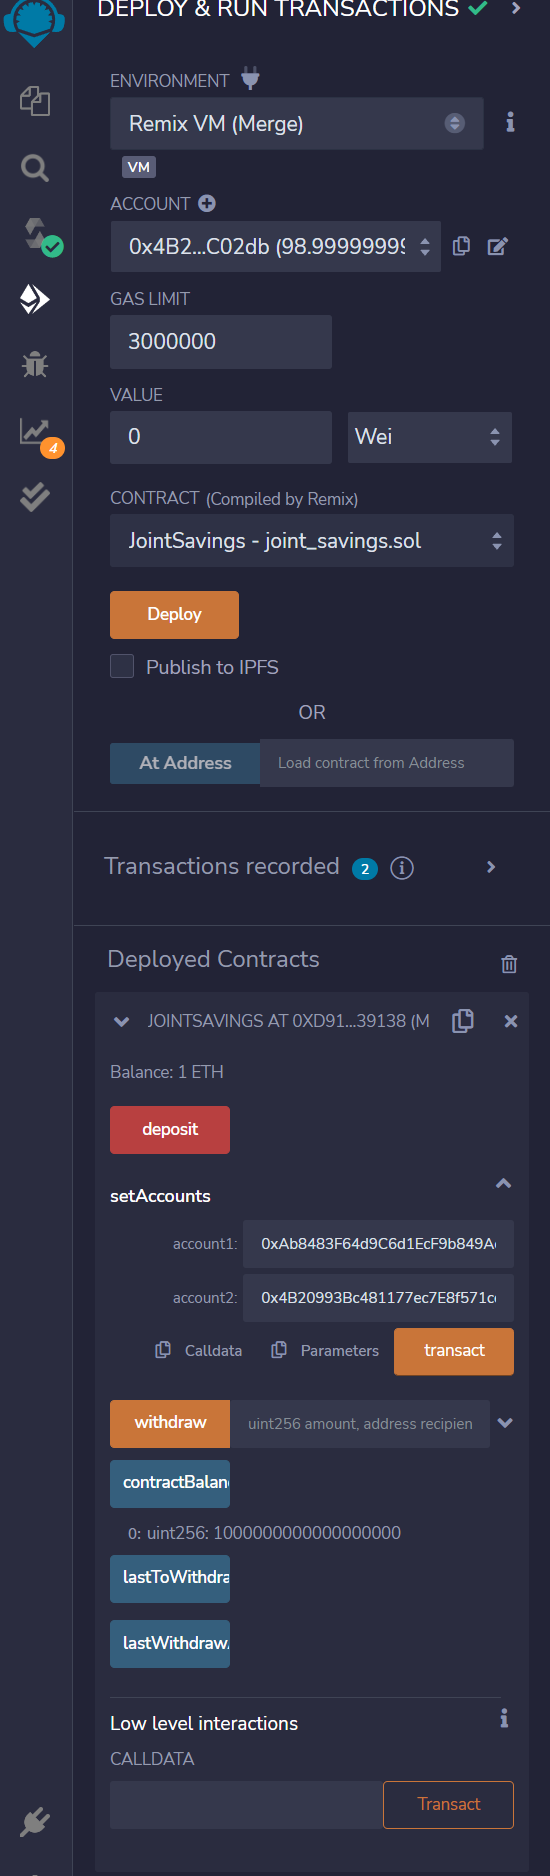 DEPLOY & RUN TRANSACTIONS
ENVIRONMENT
Remix VM (Merge)
VM
ACCOUNT
0x4B2...C02db (98.9999999
GAS LIMIT
3000000
VALUE
0
Wei
4
CONTRACT (Compiled by Remix)
JointSavings - joint_savings.sol
Deploy
Publish to IPFS
OR
At Address
Load contract from Address
Transactions recorded 2
Deployed Contracts
JOINTSAVINGS AT 0XD91...39138 (M
Balance: 1 ETH
deposit
setAccounts
account1: 0xAb8483F64d9C6d1EcF9b849A
account2: 0x4B20993Bc481177ec7E8f571c
Calldata
Parameters
transact
withdraw
uint256 amount, address recipien
contractBalan
0: uint256: 1000000000000000000
lastToWithdra
lastWithdrawA
Low level interactions
CALLDATA
Transact